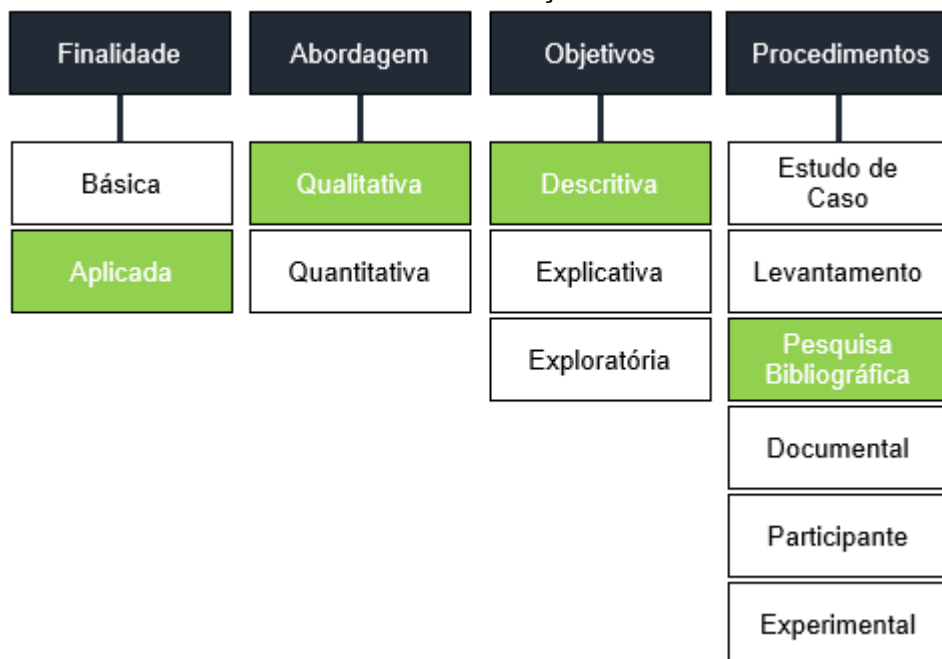 Finalidade
Abordagem
Objetivos
Procedimentos
Básica
Qualitativa
Descritiva
Estudo de
Caso
Aplicada
Quantitativa
Explicativa
Levantamento
Exploratória
Pesquisa
Bibliográfica
Documental
Participante
Experimental